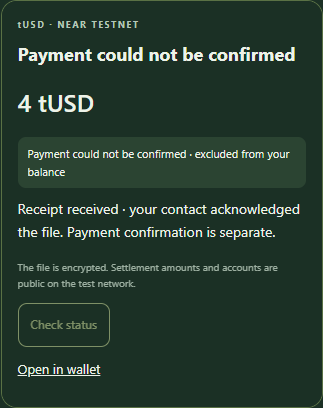 tUSD · NEAR TESTNET
Payment could not be confirmed
4 tUSD
Payment could not be confirmed · excluded from your
balance
Receipt received · your contact acknowledged
the file. Payment confirmation is separate.
The file is encrypted. Settlement amounts and accounts are
public on the test network.
Check status
Open in wallet